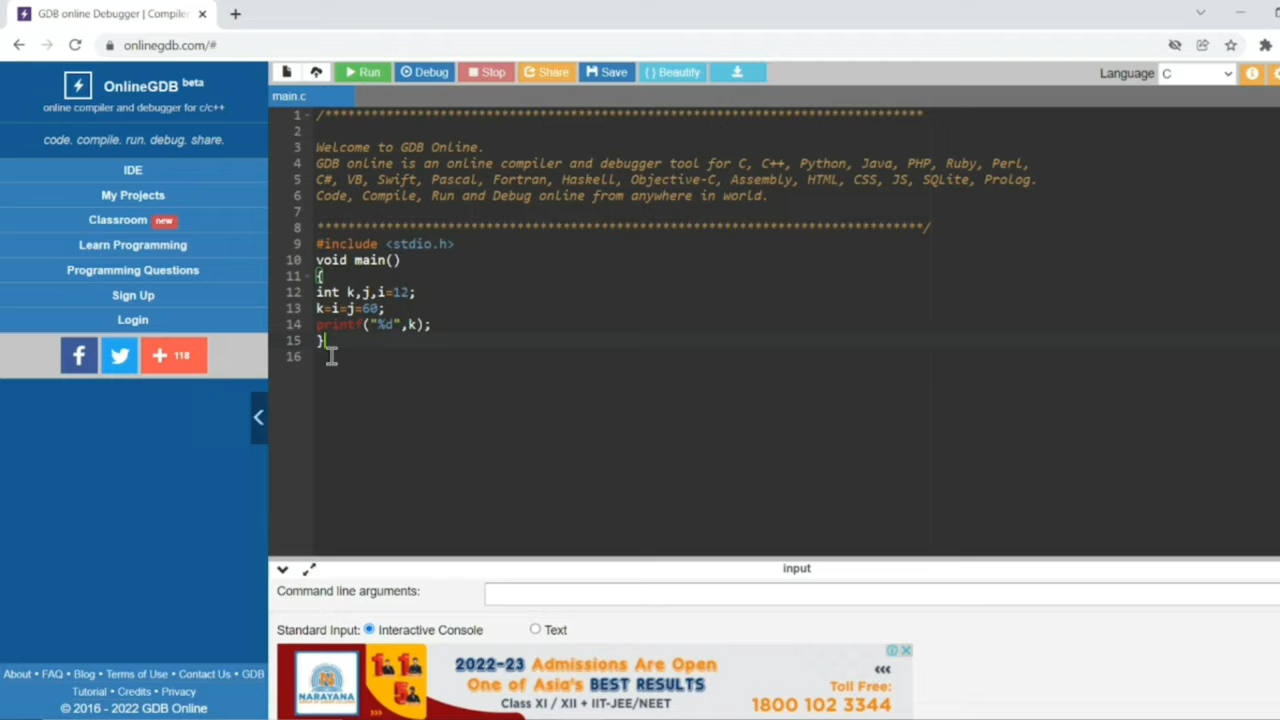 GDB online Debugger | Compiler
onlinegdb.com/#
OnlineGDB beta
online compiler and debugger for c/c++
code. compile. run. debug. share.
IDE
My Projects
Classroom new
Learn Programming
Programming Questions
Sign Up
Login
118
About • FAQ • Blog • Terms of Use • Contact Us • GDB
Tutorial • Credits • Privacy
© 2016 - 2022 GDB Online
Run Debug Stop Share Save { } Beautify
Language C
main.c
1 /*******************************************************************************
2
3 Welcome to GDB Online.
4 GDB online is an online compiler and debugger tool for C, C++, Python, Java, PHP, Ruby, Perl,
5 C#, VB, Swift, Pascal, Fortran, Haskell, Objective-C, Assembly, HTML, CSS, JS, SQLite, Prolog.
6 Code, Compile, Run and Debug online from anywhere in world.
7
8 *******************************************************************************/
9 #include <stdio.h>
10 void main()
11 {
12 int k,j,i=12;
13 k=i=j=60;
14 printf("%d",k);
15 }
16
input
Command line arguments:
Standard Input: Interactive Console Text
NARAYANA
2022-23 Admissions Are Open
One of Asia's BEST RESULTS
Class XI / XII + IIT-JEE/NEET
Toll Free:
1800 102 3344